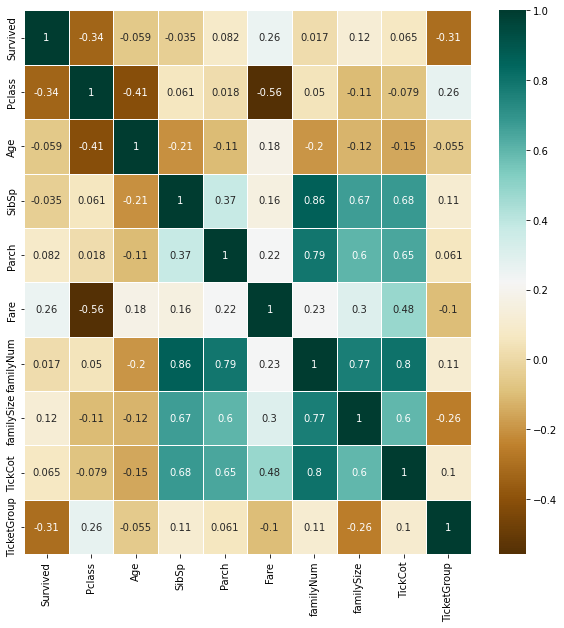 Survived 1 -0.34 -0.059 -0.035 0.082 0.26 0.017 0.12 0.065 -0.31
Pclass -0.34 1 -0.41 0.061 0.018 -0.56 0.05 -0.11 -0.079 0.26
Age -0.059 -0.41 1 -0.21 -0.11 0.18 -0.2 -0.12 -0.15 -0.055
SibSp -0.035 0.061 -0.21 1 0.37 0.16 0.86 0.67 0.68 0.11
Parch 0.082 0.018 -0.11 0.37 1 0.22 0.79 0.6 0.65 0.061
Fare 0.26 -0.56 0.18 0.16 0.22 1 0.23 0.3 0.48 -0.1
familyNum 0.017 0.05 -0.2 0.86 0.79 0.23 1 0.77 0.8 0.11
familySize 0.12 -0.11 -0.12 0.67 0.6 0.3 0.77 1 0.6 -0.26
TickCot 0.065 -0.079 -0.15 0.68 0.65 0.48 0.8 0.6 1 0.1
TicketGroup -0.31 0.26 -0.055 0.11 0.061 -0.1 0.11 -0.26 0.1 1
Survived Pclass Age SibSp Parch Fare familyNum familySize TickCot TicketGroup
1.0
0.8
0.6
0.4
0.2
0.0
−0.2
−0.4